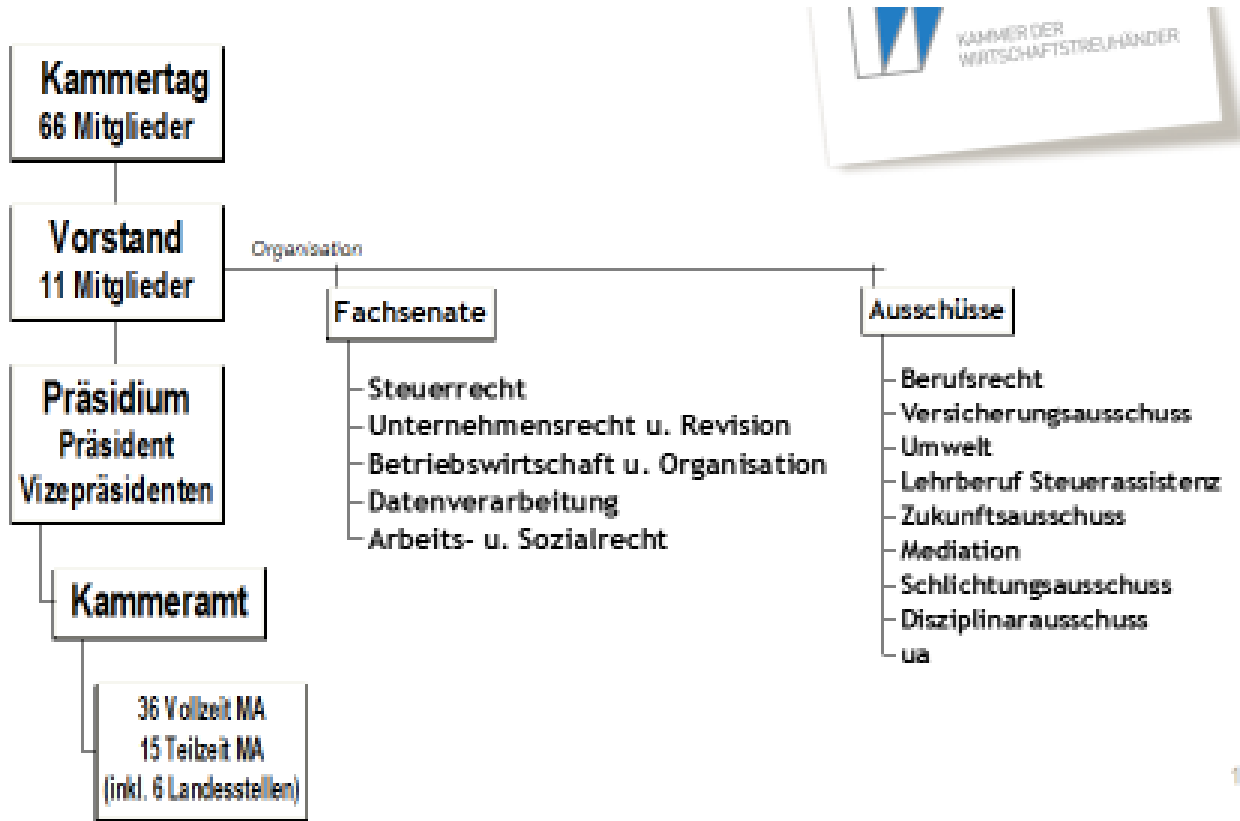 KAMMER DER
WIRTSCHAFTSTREUHÄNDER
Kammertag
66 Mitglieder
Vorstand
11 Mitglieder
Organisation
Präsidium
Präsident
Vizepräsidenten
Kammeramt
36 Vollzeit MA
15 Teilzeit MA
(inkl. 6 Landesstellen)
Fachsenate
Steuerrecht
Unternehmensrecht u. Revision
Betriebswirtschaft u. Organisation
Datenverarbeitung
Arbeits- u. Sozialrecht
Ausschüsse
Berufsrecht
Versicherungsausschuss
Umwelt
Lehrberuf Steuerassistenz
Zukunftsausschuss
Mediation
Schlichtungsausschuss
Disziplinarausschuss
ua